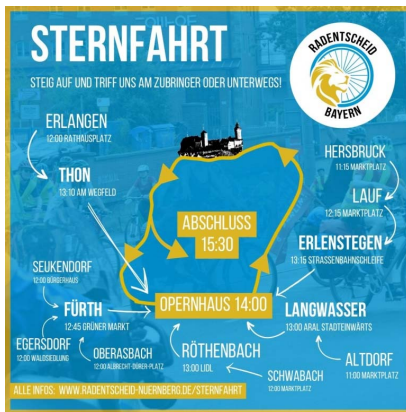 STERNFAHRT
STEIG AUF UND TRIFF UNS AM ZUBRINGER ODER UNTERWEGS!
RADENTSCHEID
BAYERN
ERLANGEN
12:00 RATHAUSPLATZ
THON
13:10 AM WEGFELD
HERSBRUCK
11:15 MARKTPLATZ
LAUF
12:15 MARKTPLATZ
ERLENSTEGEN
13:15 STRASSENBAHNSCHLEIFE
ABSCHLUSS
15:30
SEUKENDORF
12:00 BÜRGERHAUS
FÜRTH
12:45 GRÜNER MARKT
OPERNHAUS 14:00
LANGWASSER
13:00 ARAL STADTEINWÄRTS
EGERSDORF
12:00 WALDSIEDLUNG
OBERASBACH
12:00 ALBRECHT-DÜRER-PLATZ
RÖTHENBACH
13:00 LIDL
SCHWABACH
12:00 MARKTPLATZ
ALTDORF
11:00 MARKTPLATZ
ALLE INFOS: WWW.RADENTSCHEID-NUERNBERG.DE/STERNFAHRT